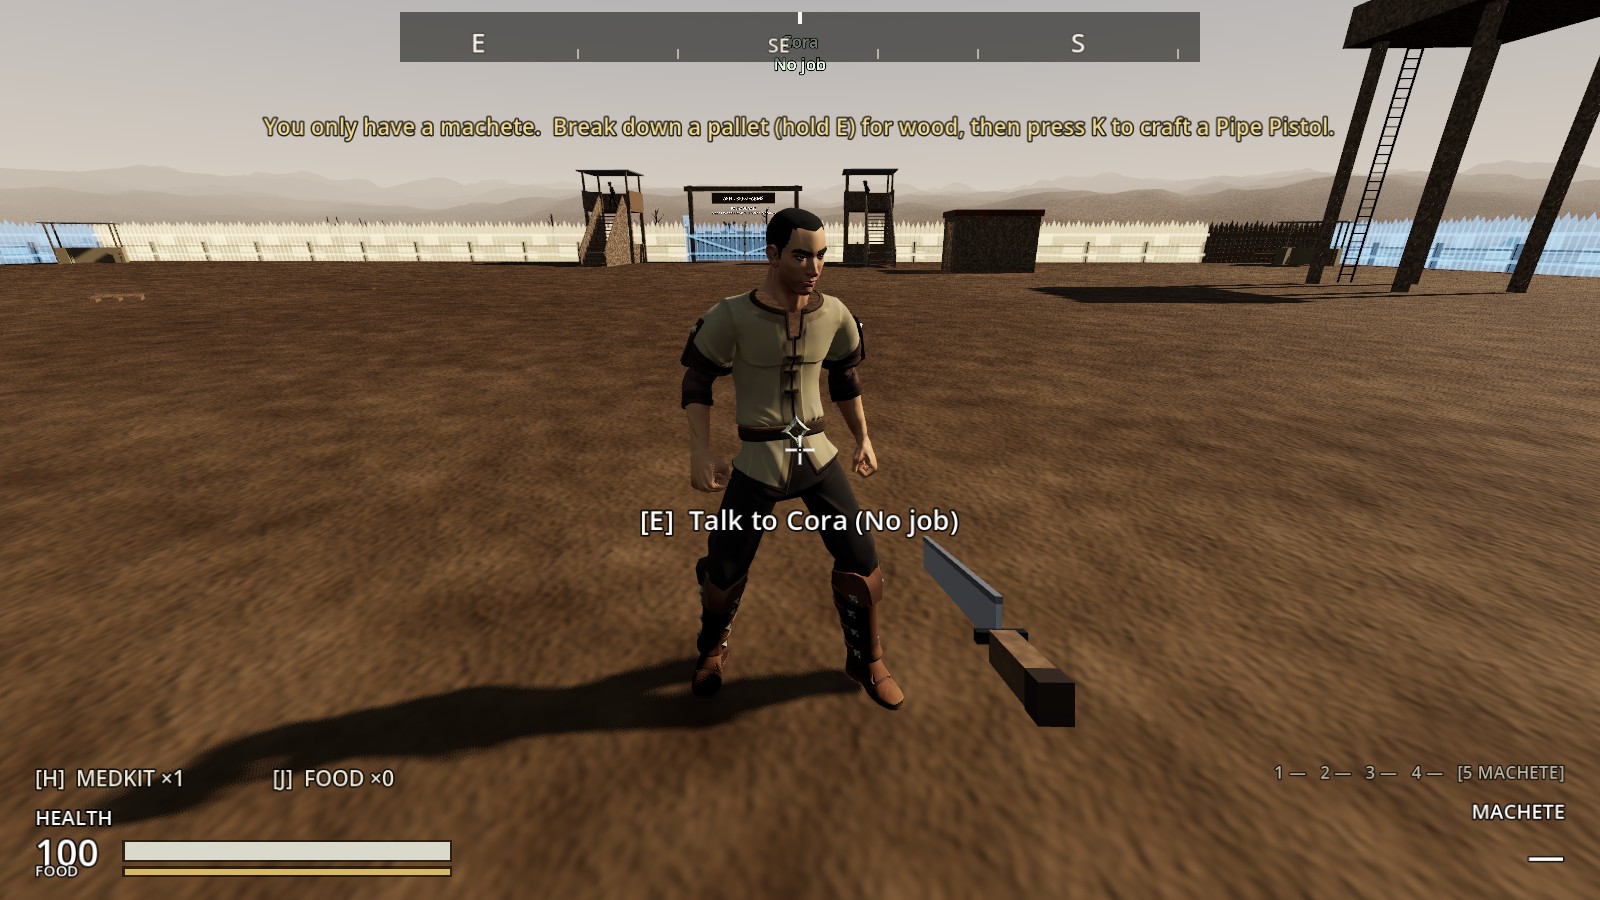 E
SE
Cora
S
No job
You only have a machete. Break down a pallet (hold E) for wood, then press K to craft a Pipe Pistol.
[E] Talk to Cora (No job)
[H] MEDKIT ×1
[J] FOOD ×0
1 — 2 — 3 — 4 — [5 MACHETE]
HEALTH
MACHETE
100
FOOD